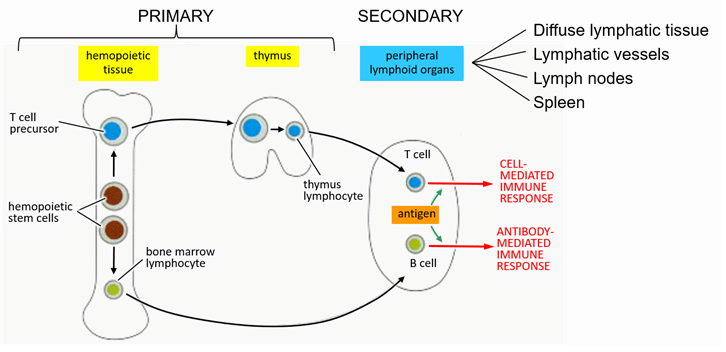 PRIMARY
SECONDARY
hemopoietic
tissue
thymus
peripheral
lymphoid organs
Diffuse lymphatic tissue
Lymphatic vessels
Lymph nodes
Spleen
T cell
precursor
thymus
lymphocyte
hemopoietic
stem cells
bone marrow
lymphocyte
T cell
antigen
B cell
CELL-
MEDIATED
IMMUNE
RESPONSE
ANTIBODY-
MEDIATED
IMMUNE
RESPONSE